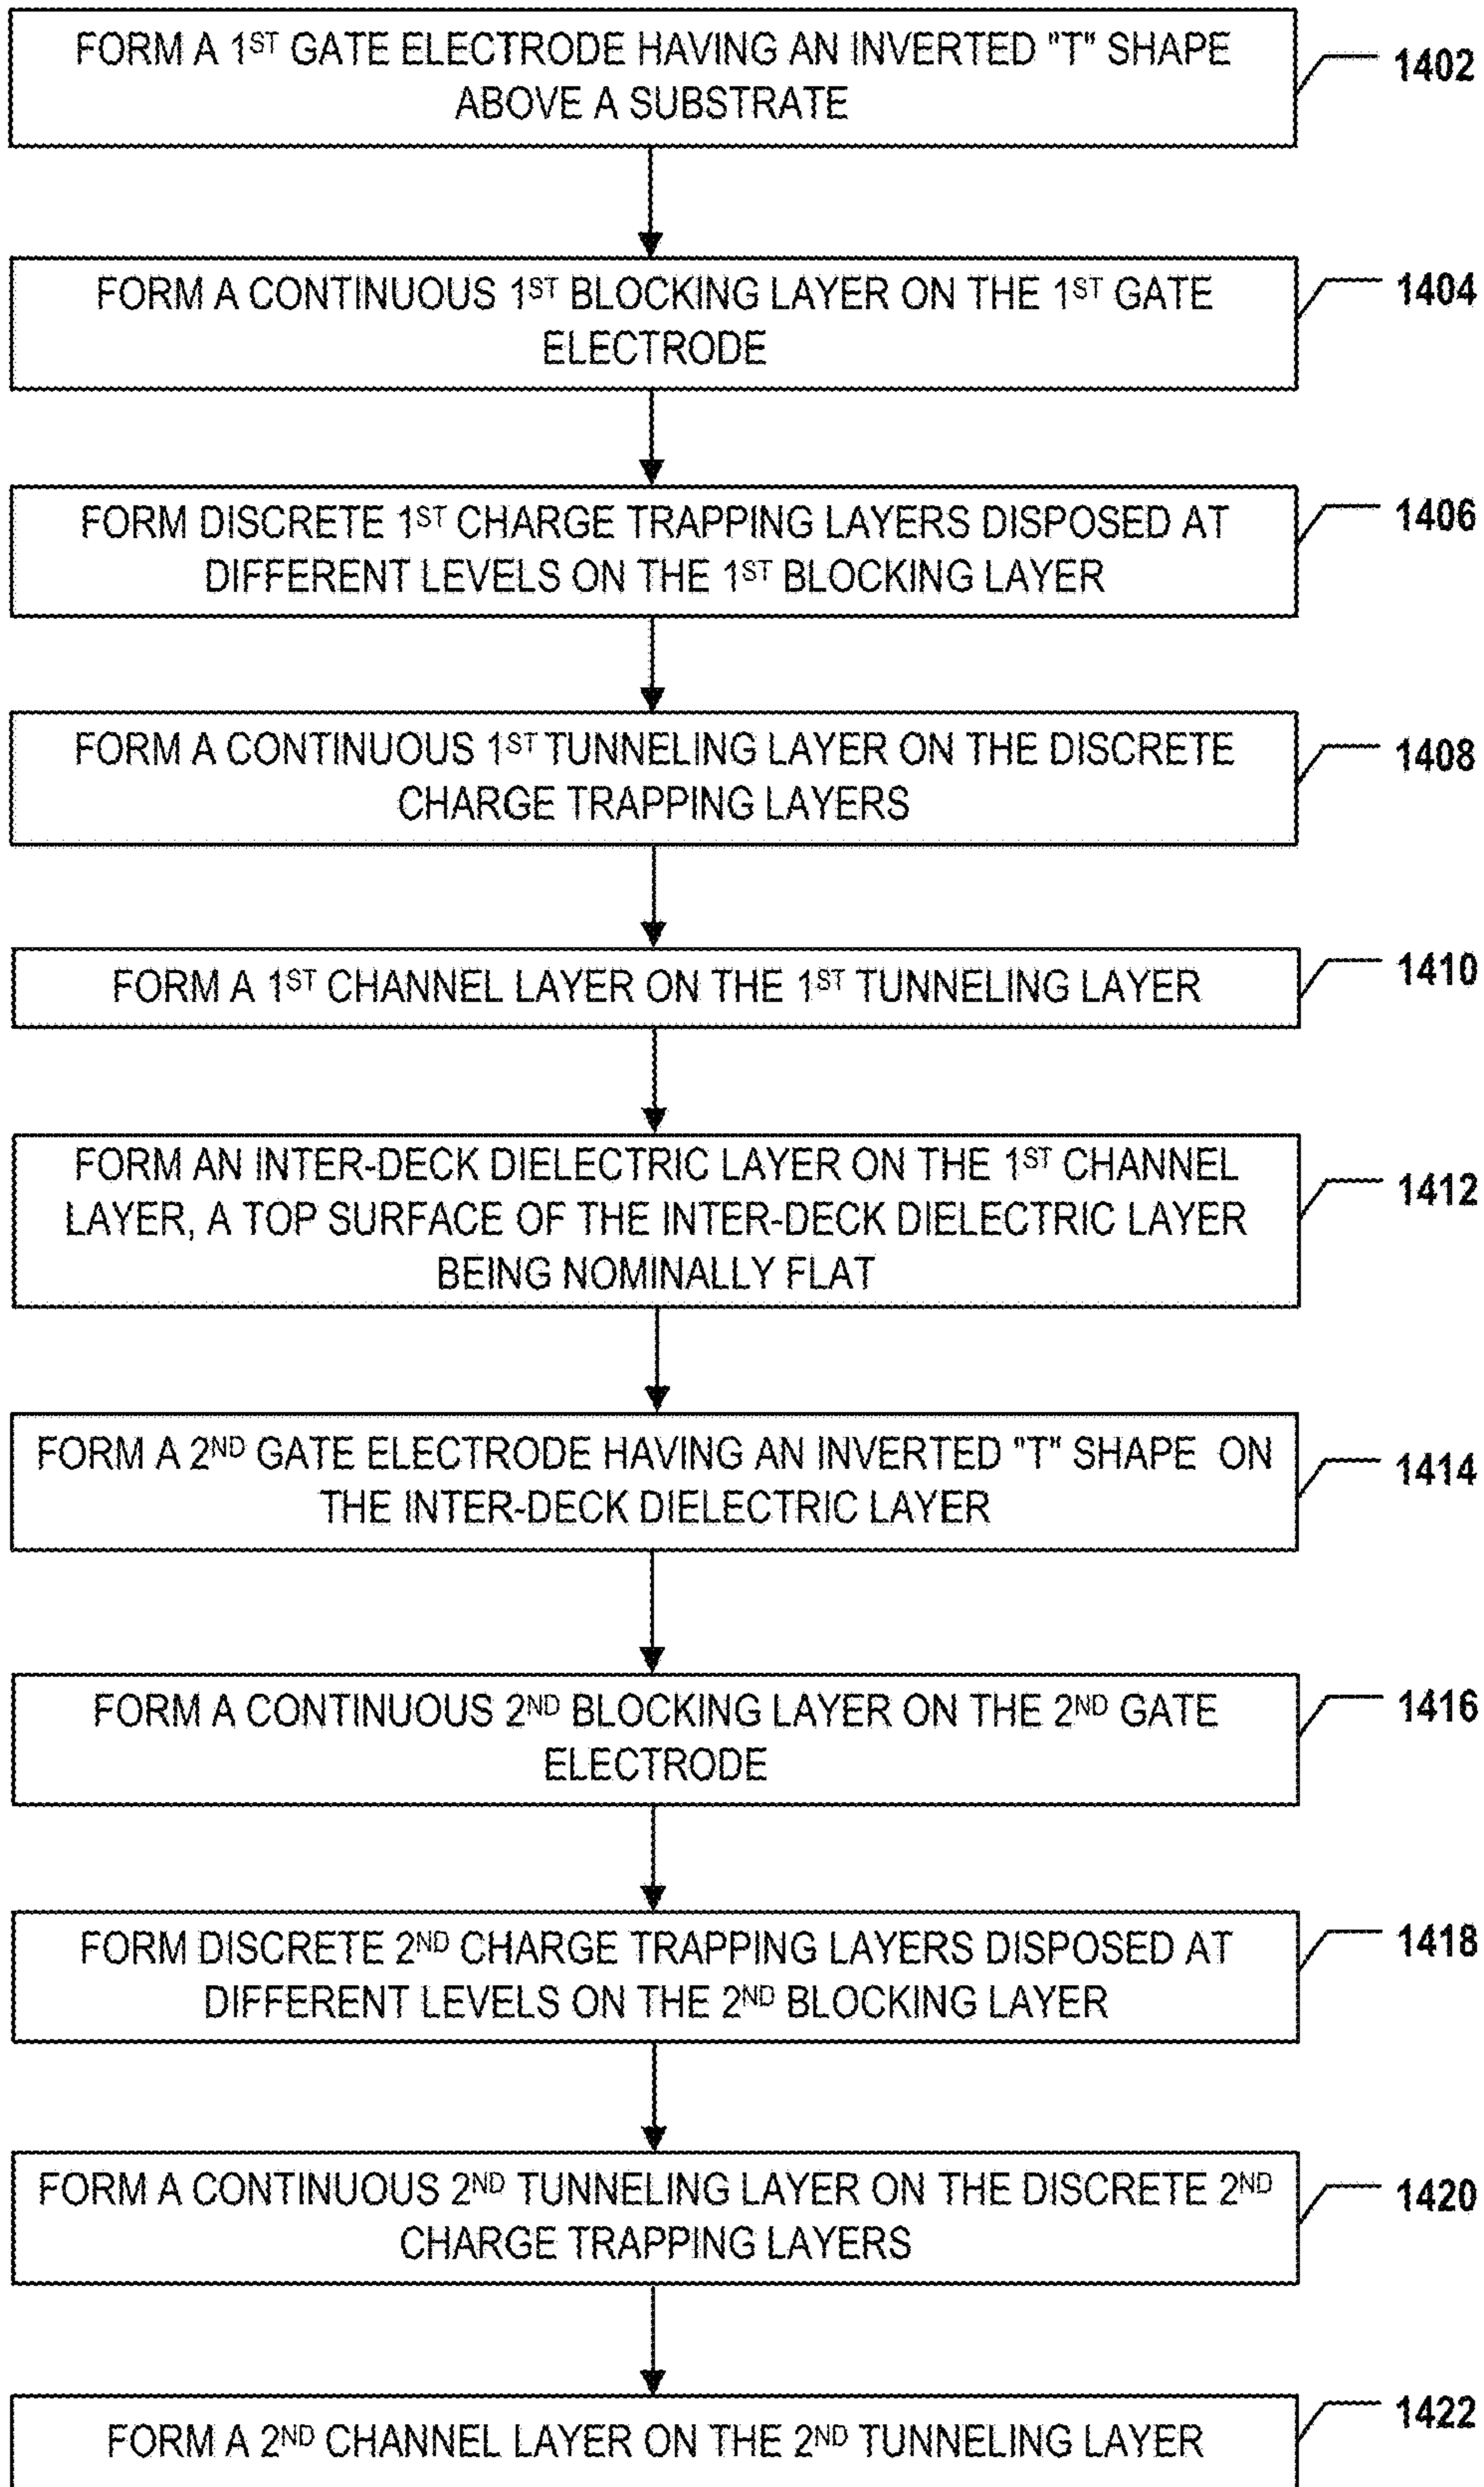 FORM A 1ST GATE ELECTRODE HAVING AN INVERTED "T" SHAPE
ABOVE A SUBSTRATE
1402
FORM A CONTINUOUS 1ST BLOCKING LAYER ON THE 1ST GATE
ELECTRODE
1404
FORM DISCRETE 1ST CHARGE TRAPPING LAYERS DISPOSED AT
DIFFERENT LEVELS ON THE 1ST BLOCKING LAYER
1406
FORM A CONTINUOUS 1ST TUNNELING LAYER ON THE DISCRETE
CHARGE TRAPPING LAYERS
1408
FORM A 1ST CHANNEL LAYER ON THE 1ST TUNNELING LAYER
1410
FORM AN INTER-DECK DIELECTRIC LAYER ON THE 1ST CHANNEL
LAYER, A TOP SURFACE OF THE INTER-DECK DIELECTRIC LAYER
BEING NOMINALLY FLAT
1412
FORM A 2ND GATE ELECTRODE HAVING AN INVERTED "T" SHAPE ON
THE INTER-DECK DIELECTRIC LAYER
1414
FORM A CONTINUOUS 2ND BLOCKING LAYER ON THE 2ND GATE
ELECTRODE
1416
FORM DISCRETE 2ND CHARGE TRAPPING LAYERS DISPOSED AT
DIFFERENT LEVELS ON THE 2ND BLOCKING LAYER
1418
FORM A CONTINUOUS 2ND TUNNELING LAYER ON THE DISCRETE 2ND
CHARGE TRAPPING LAYERS
1420
FORM A 2ND CHANNEL LAYER ON THE 2ND TUNNELING LAYER
1422